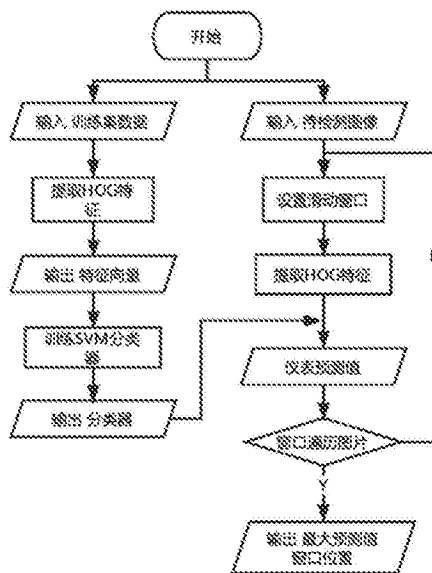 开始
输入 训练集数据
提取HOG特
征
输出 特征向量
训练SVM分类
器
输出 分类器
输入 待检测图像
设置滑动窗口
提取HOG特征
仪表预测值
窗口遍历图片
Y
输出 最大预测值
窗口位置